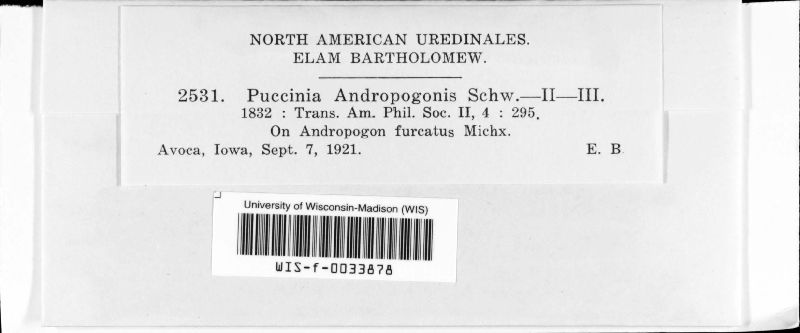 NORTH AMERICAN UREDINALES.
ELAM BARTHOLOMEW.
2531. Puccinia Andropogonis Schw.—II—III.
1832 : Trans. Am. Phil. Soc. II, 4 : 295.
On Andropogon furcatus Michx.
Avoca, Iowa, Sept. 7, 1921. E. B
University of Wisconsin-Madison (WIS)
WIS-f-0033878